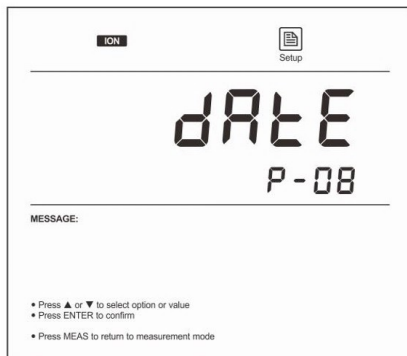 ION
Setup
dAtE
P-08
MESSAGE:
• Press ▲ or ▼ to select option or value
• Press ENTER to confirm
• Press MEAS to return to measurement mode